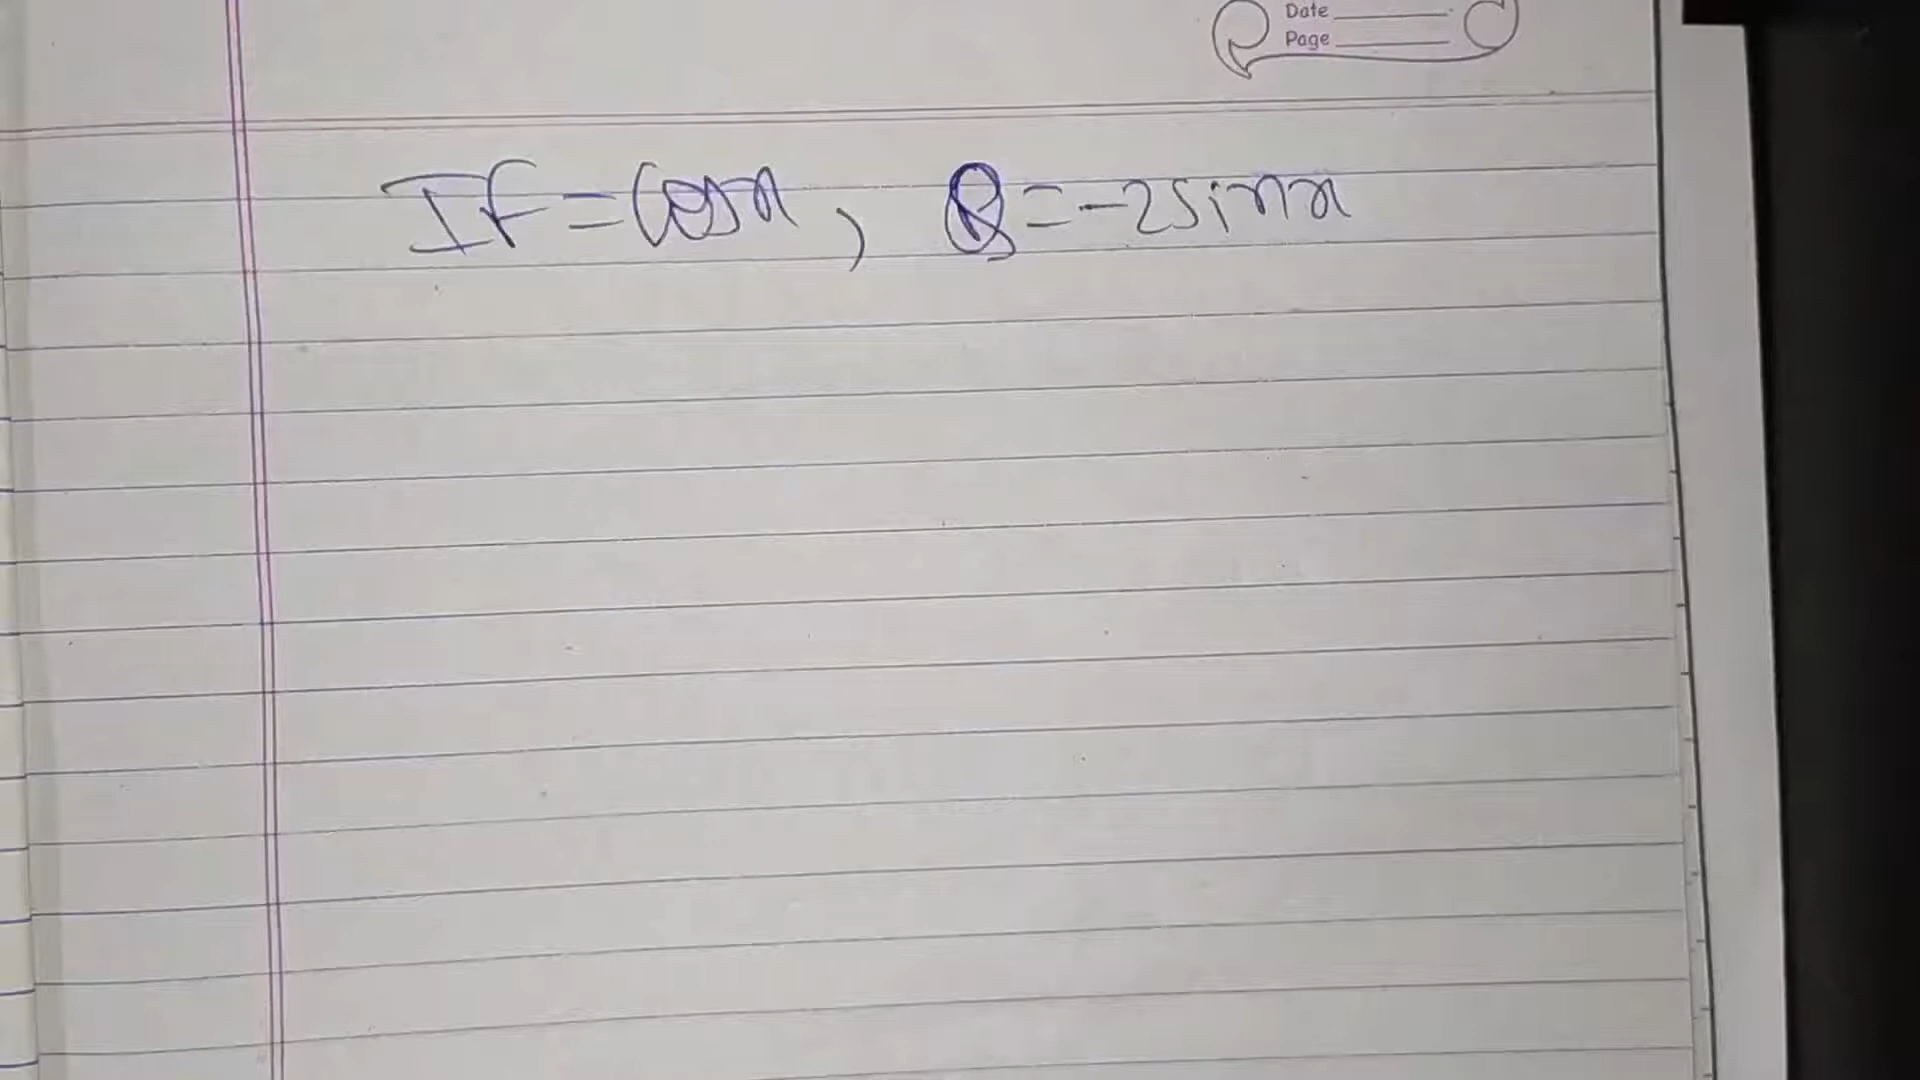 Date
Page
IF = cosx, Q = -2sinx